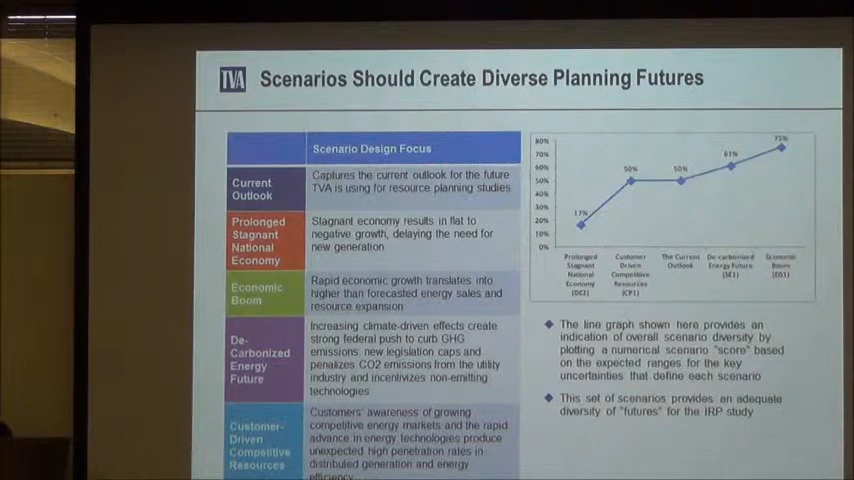 TVA
Scenarios Should Create Diverse Planning Futures
Scenario Design Focus
Current
Outlook
Captures the current outlook for the future
TVA is using for resource planning studies
Prolonged
Stagnant
National
Economy
Stagnant economy results in flat to
negative growth, delaying the need for
new generation
Economic
Boom
Rapid economic growth translates into
higher than forecasted energy sales and
resource expansion
De-
Carbonized
Energy
Future
Increasing climate-driven effects create
strong federal push to curb GHG
emissions; new legislation caps and
penalizes CO2 emissions from the utility
industry and incentivizes non-emitting
technologies
Customer-
Driven
Competitive
Resources
Customers' awareness of growing
competitive energy markets and the rapid
advance in energy technologies produce
unexpected high penetration rates in
distributed generation and energy
efficiency
80%
70%
60%
50%
40%
30%
20%
10%
0%
17%
50%
50%
61%
75%
Prolonged
Stagnant
National
Economy
(DE2)
Customer
Driven
Competitive
Resources
(CP1)
The Current
Outlook
De-carbonized
Energy Future
(SE1)
Economic
Boom
(ED1)
The line graph shown here provides an
indication of overall scenario diversity by
plotting a numerical scenario "score" based
on the expected ranges for the key
uncertainties that define each scenario
This set of scenarios provides an adequate
diversity of "futures" for the IRP study